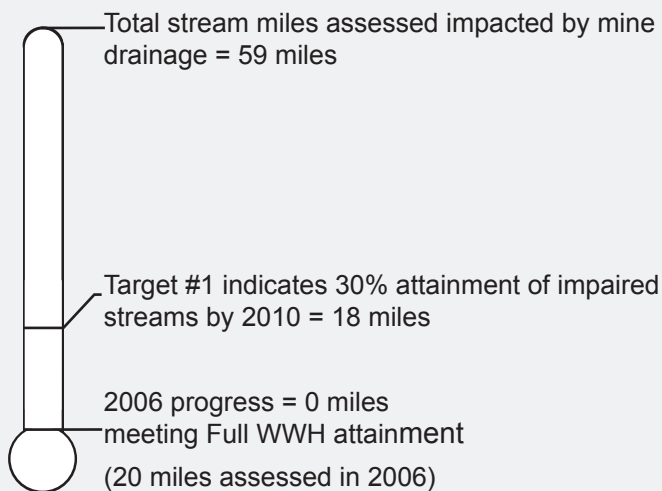 Total stream miles assessed impacted by mine
drainage = 59 miles
Target #1 indicates 30% attainment of impaired
streams by 2010 = 18 miles
2006 progress = 0 miles
meeting Full WWH attainment
(20 miles assessed in 2006)